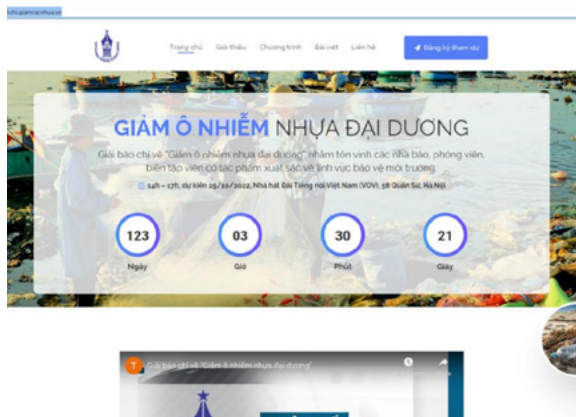 Trang chủ Giới thiệu Chương trình Bài viết Liên hệ Đăng ký tham dự
GIẢM Ô NHIỄM NHỰA ĐẠI DƯƠNG
Giải báo chí về "Giảm ô nhiễm nhựa đại dương" nhằm tôn vinh các nhà báo, phóng viên,
biên tập viên có tác phẩm xuất sắc về lĩnh vực bảo vệ môi trường.
14h – 17h, dự kiến 25/10/2022, Nhà hát Đài Tiếng nói Việt Nam (VOV), 58 Quán Sứ, Hà Nội.
123 03 30 21
Ngày Giờ Phút Giây
T Giải báo chí về "Giảm ô nhiễm nhựa đại dương"